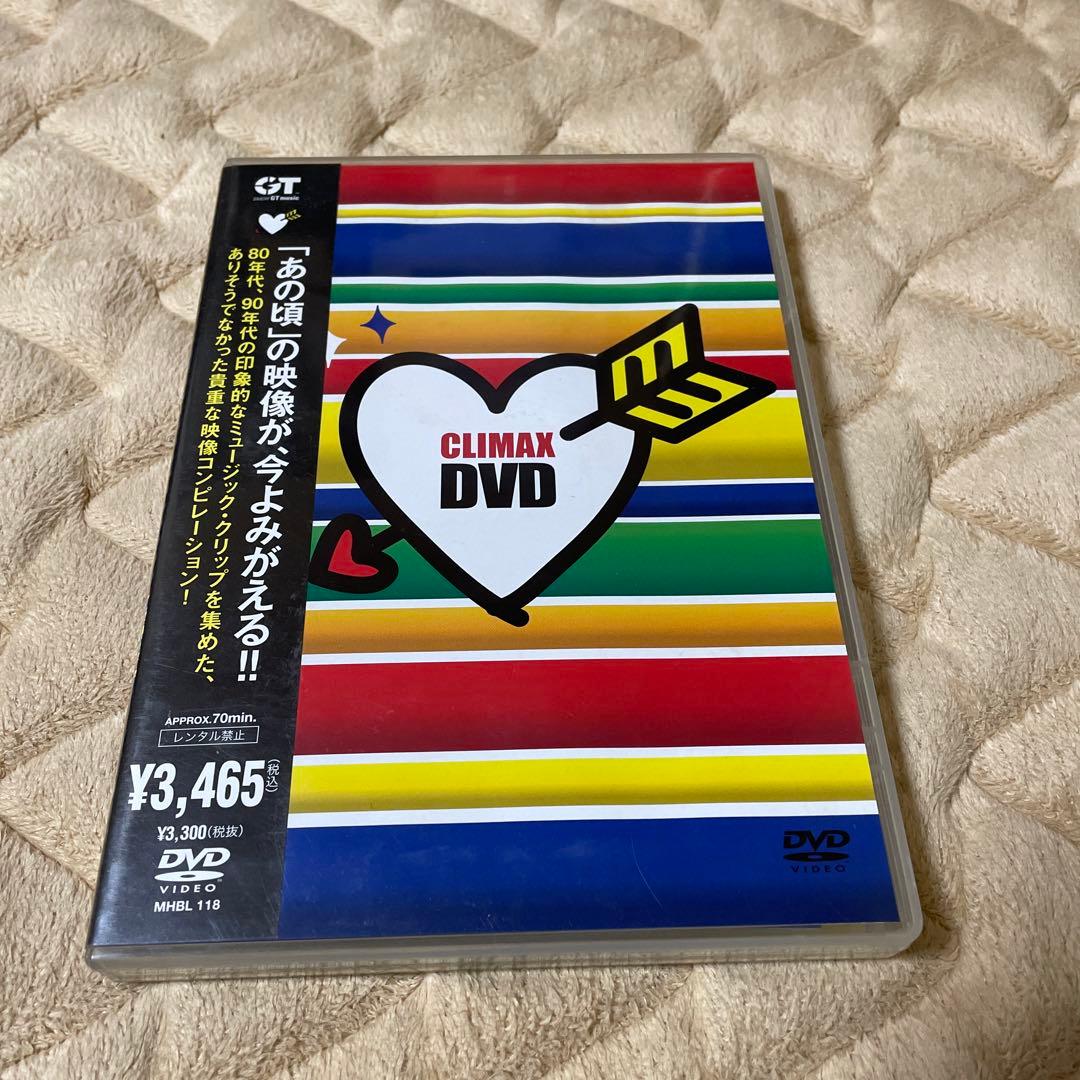 GT
GT music
「あの頃」の映像が、今よみがえる!!
80年代、90年代の印象的なミュージック・クリップを集めた、
ありそうでなかった貴重な映像コンピレーション!
APPROX.70min.
レンタル禁止
¥3,465(税込)
¥3,300(税抜)
DVD
VIDEO
MHBL 118
CLIMAX
DVD
DVD
VIDEO